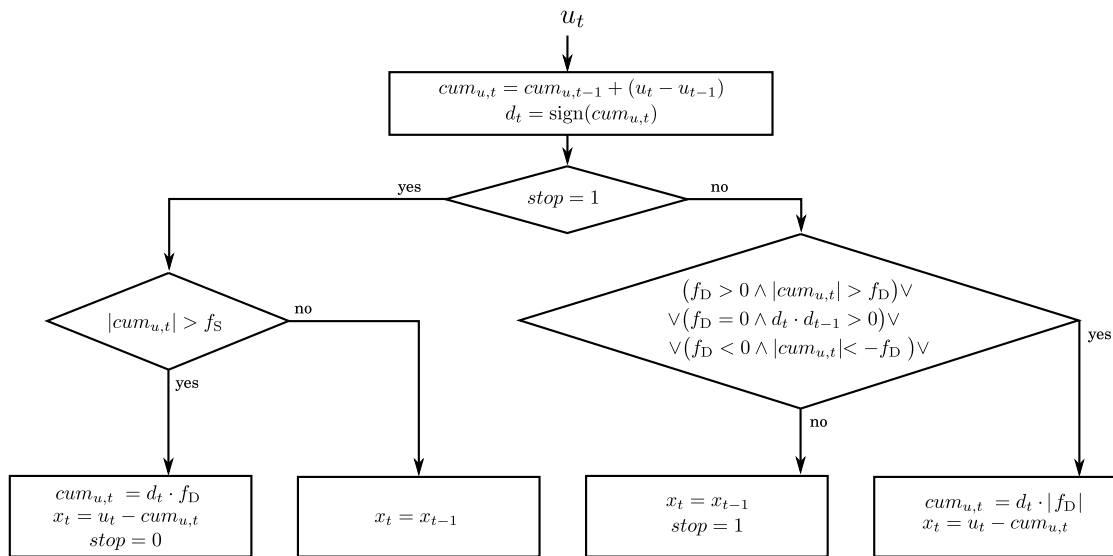 u_t
cum_{u,t} = cum_{u,t−1} + (u_t − u_{t−1})
d_t = sign(cum_{u,t})
yes
stop = 1
no
|cum_{u,t}| > f_S
no
yes
(f_D > 0 ∧ |cum_{u,t}| > f_D)∨
∨(f_D = 0 ∧ d_t · d_{t−1} > 0)∨
∨(f_D < 0 ∧ |cum_{u,t}| < −f_D )∨
yes
no
cum_{u,t} = d_t · f_D
x_t = u_t − cum_{u,t}
stop = 0
x_t = x_{t−1}
x_t = x_{t−1}
stop = 1
cum_{u,t} = d_t · |f_D|
x_t = u_t − cum_{u,t}